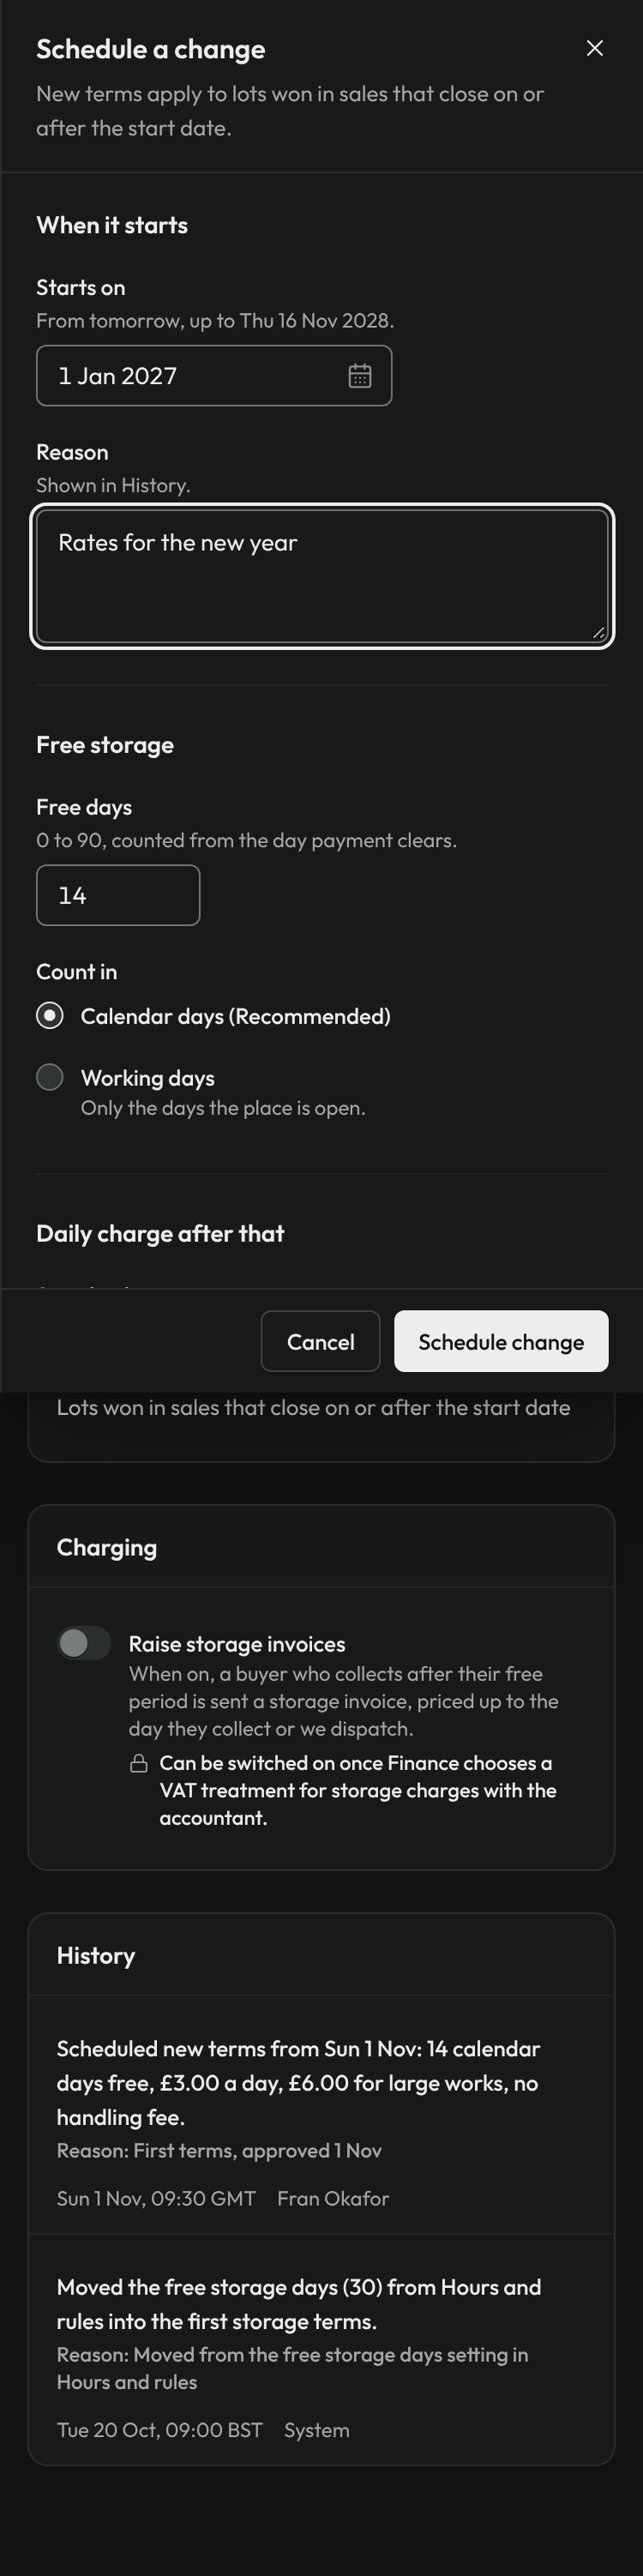 Schedule a change
New terms apply to lots won in sales that close on or
after the start date.
When it starts
Starts on
From tomorrow, up to Thu 16 Nov 2028.
1 Jan 2027
Reason
Shown in History.
Rates for the new year
Free storage
Free days
0 to 90, counted from the day payment clears.
14
Count in
Calendar days (Recommended)
Working days
Only the days the place is open.
Daily charge after that
Cancel
Schedule change
Lots won in sales that close on or after the start date
Charging
Raise storage invoices
When on, a buyer who collects after their free
period is sent a storage invoice, priced up to the
day they collect or we dispatch.
Can be switched on once Finance chooses a
VAT treatment for storage charges with the
accountant.
History
Scheduled new terms from Sun 1 Nov: 14 calendar
days free, £3.00 a day, £6.00 for large works, no
handling fee.
Reason: First terms, approved 1 Nov
Sun 1 Nov, 09:30 GMT Fran Okafor
Moved the free storage days (30) from Hours and
rules into the first storage terms.
Reason: Moved from the free storage days setting in
Hours and rules
Tue 20 Oct, 09:00 BST System